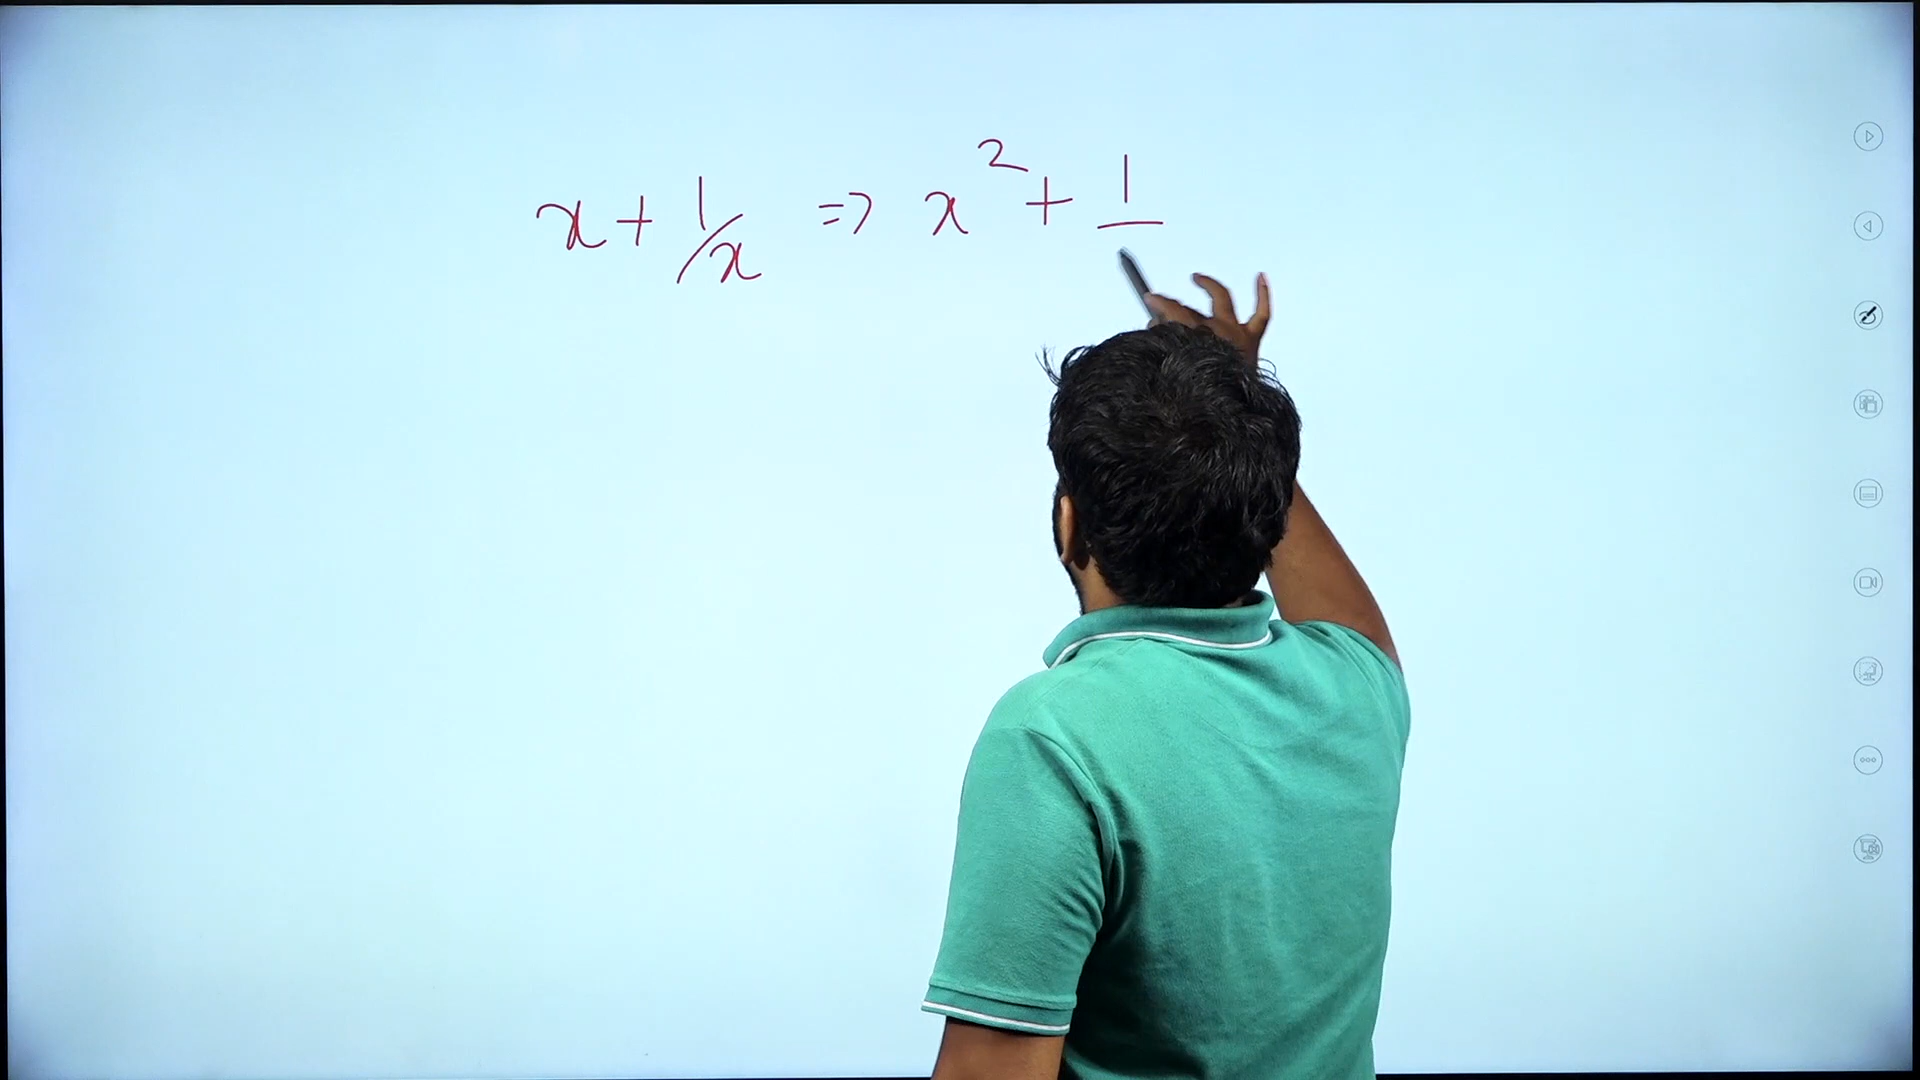 x + 1/x => x² + 1/